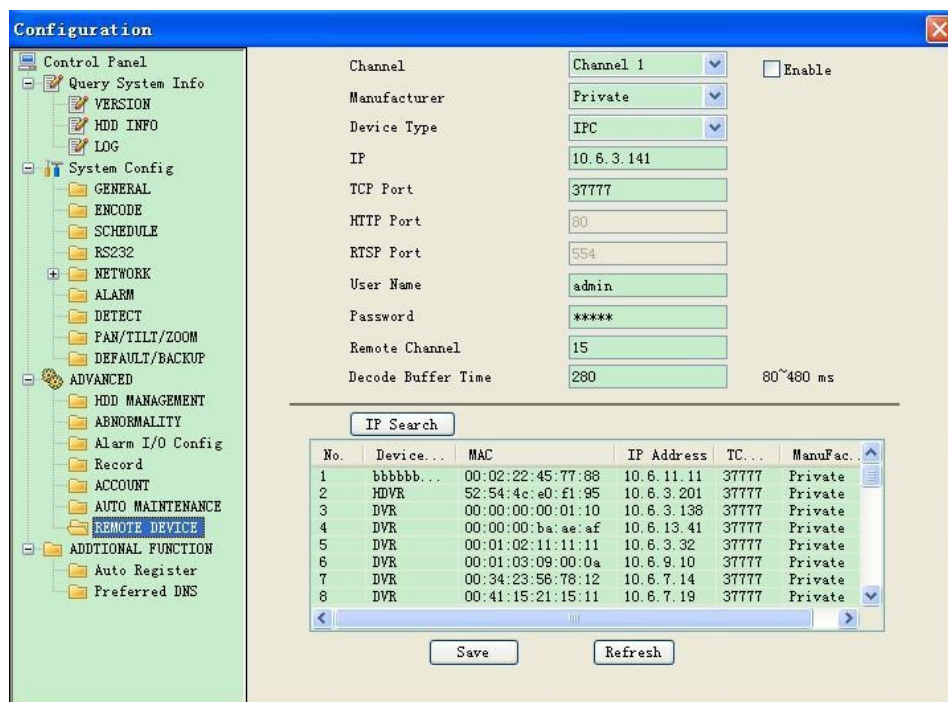 Configuration
Control Panel
Query System Info
VERSION
HDD INFO
LOG
System Config
GENERAL
ENCODE
SCHEDULE
RS232
NETWORK
ALARM
DETECT
PAN/TILT/ZOOM
DEFAULT/BACKUP
ADVANCED
HDD MANAGEMENT
ABNORMALITY
Alarm I/O Config
Record
ACCOUNT
AUTO MAINTENANCE
REMOTE DEVICE
ADDTIONAL FUNCTION
Auto Register
Preferred DNS
Channel Channel 1 Enable
Manufacturer Private
Device Type IPC
IP 10.6.3.141
TCP Port 37777
HTTP Port 80
RTSP Port 554
User Name admin
Password *****
Remote Channel 15
Decode Buffer Time 280 80~480 ms
IP Search
No. Device... MAC IP Address TC... ManuFac...
1 bbbbbb... 00:02:22:45:77:88 10.6.11.11 37777 Private
2 HDVR 52:54:4c:e0:f1:95 10.6.3.201 37777 Private
3 DVR 00:00:00:00:01:10 10.6.3.138 37777 Private
4 DVR 00:00:00:ba:ae:af 10.6.13.41 37777 Private
5 DVR 00:01:02:11:11:11 10.6.3.32 37777 Private
6 DVR 00:01:03:09:00:0a 10.6.9.10 37777 Private
7 DVR 00:34:23:56:78:12 10.6.7.14 37777 Private
8 DVR 00:41:15:21:15:11 10.6.7.19 37777 Private
Save Refresh